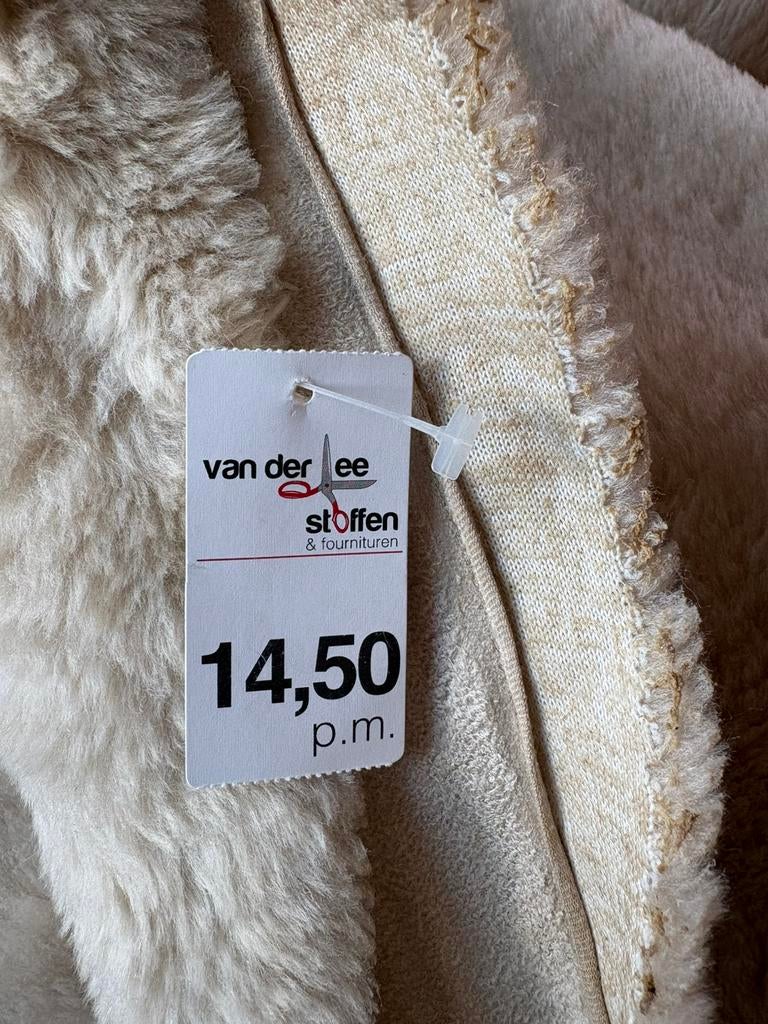 van der Lee
stoffen
& fournituren
14,50
p.m.